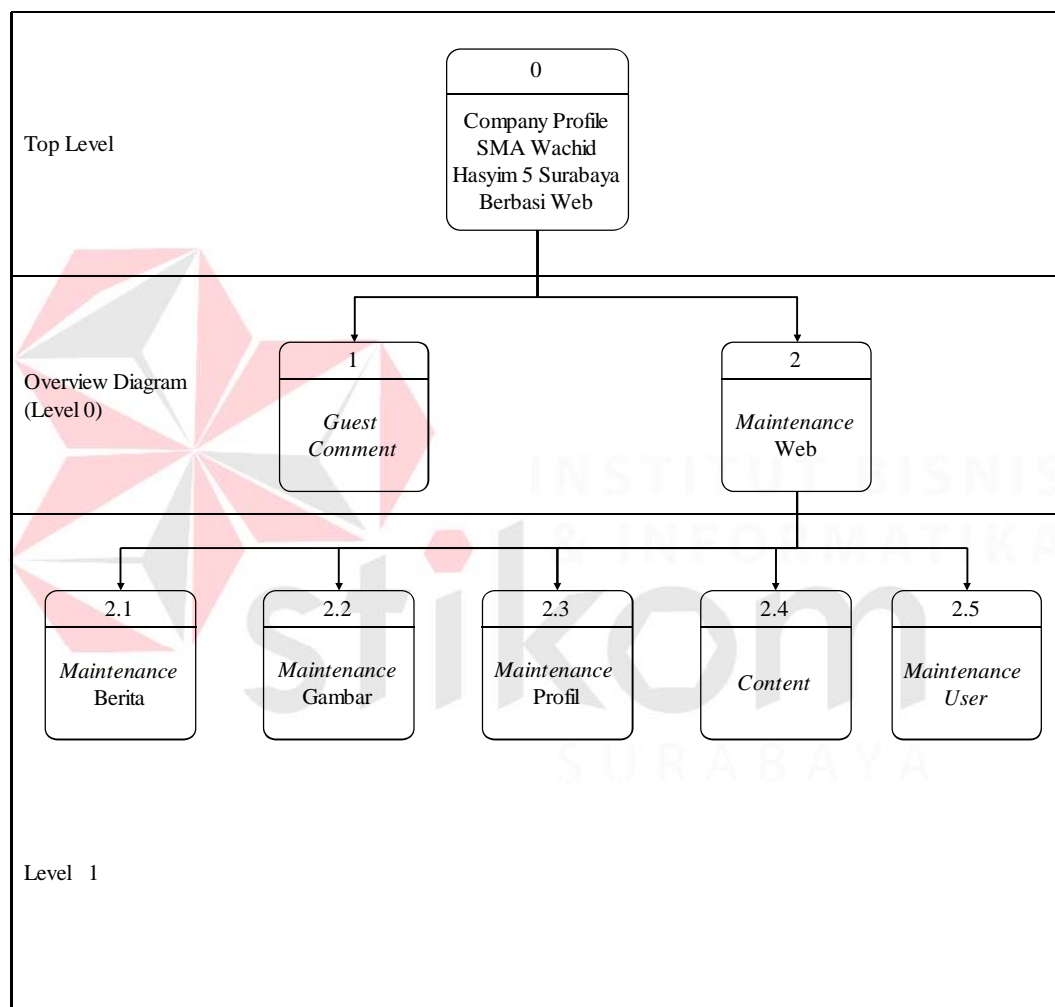 0
Company Profile
SMA Wachid
Hasyim 5 Surabaya
Berbasi Web
Top Level
1
2
Overview Diagram
(Level 0)
Guest
Comment
Maintenance
Web
INSTITUT BISNIS
& INFORMATIKA
stikom
SURABAYA
2.1
2.2
2.3
2.4
2.5
Maintenance
Berita
Maintenance
Gambar
Maintenance
Profil
Content
Maintenance
User
Level 1